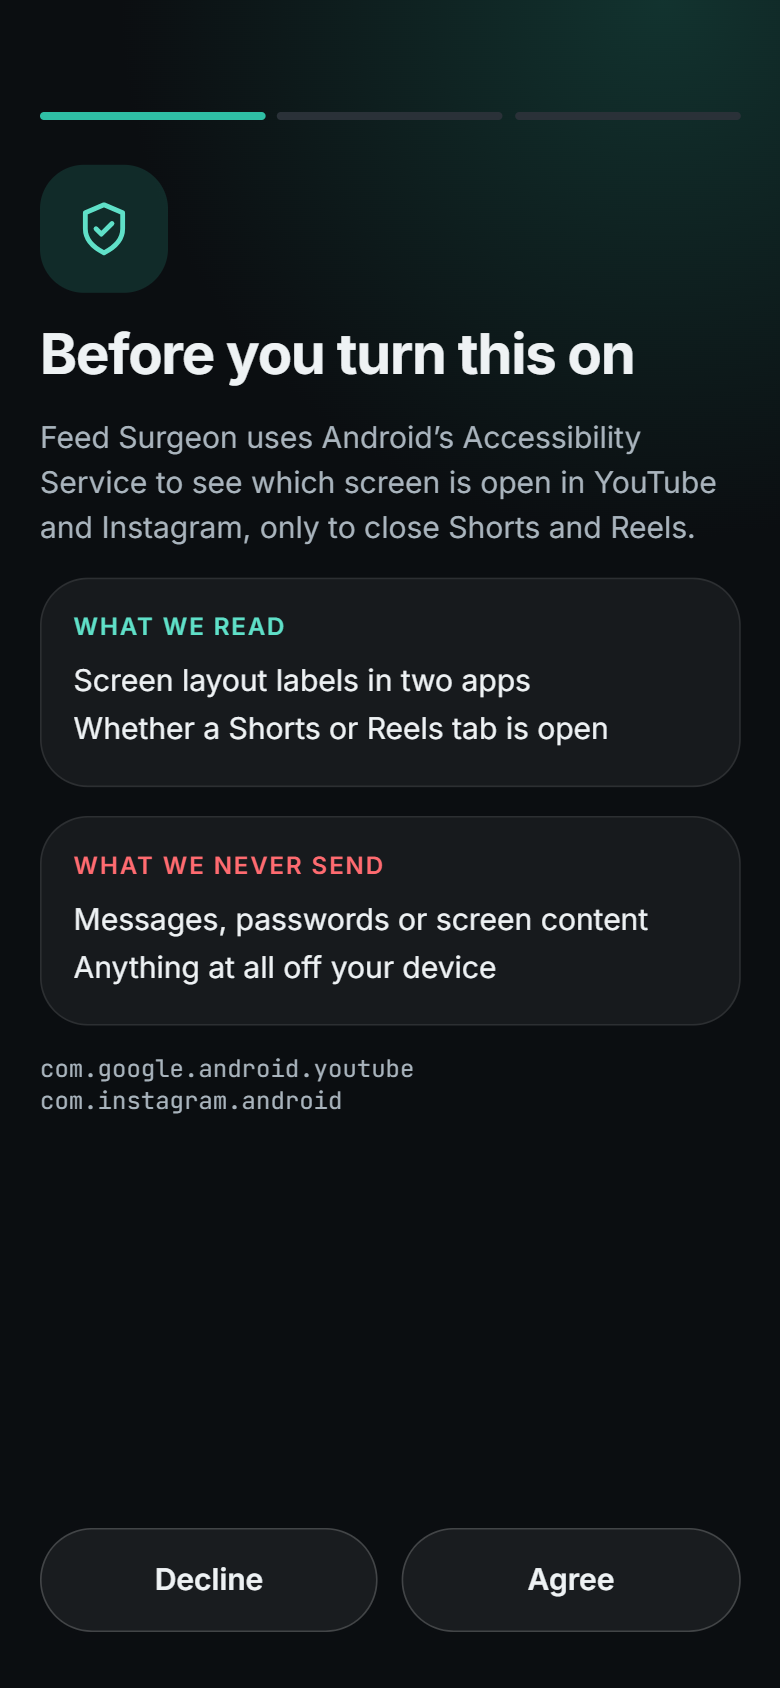 Before you turn this on
Feed Surgeon uses Android’s Accessibility
Service to see which screen is open in YouTube
and Instagram, only to close Shorts and Reels.
WHAT WE READ
Screen layout labels in two apps
Whether a Shorts or Reels tab is open
WHAT WE NEVER SEND
Messages, passwords or screen content
Anything at all off your device
com.google.android.youtube
com.instagram.android
Decline
Agree